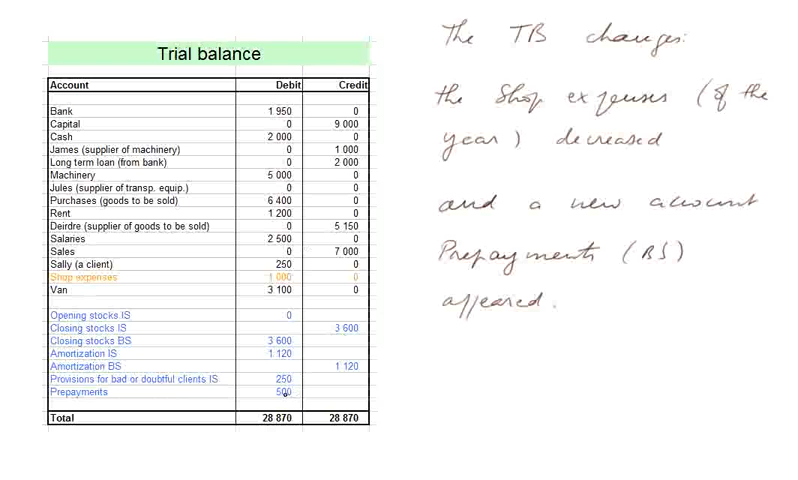 Trial balance
Account Debit Credit
Bank 1 950 0
Capital 0 9 000
Cash 2 000 0
James (supplier of machinery) 0 1 000
Long term loan (from bank) 0 2 000
Machinery 5 000 0
Jules (supplier of transp. equip.) 0 0
Purchases (goods to be sold) 6 400 0
Rent 1 200 0
Deirdre (supplier of goods to be sold) 0 5 150
Salaries 2 500 0
Sales 0 7 000
Sally (a client) 250 0
Shop expenses 1 000 0
Van 3 100 0
Opening stocks IS 0
Closing stocks IS 3 600
Closing stocks BS 3 600
Amortization IS 1 120
Amortization BS 1 120
Provisions for bad or doubtful clients IS 250
Prepayments 500
Total 28 870 28 870
The TB changes:
the Shop expenses (of the
year) decreased
and a new account
Prepayments (BS)
appeared.